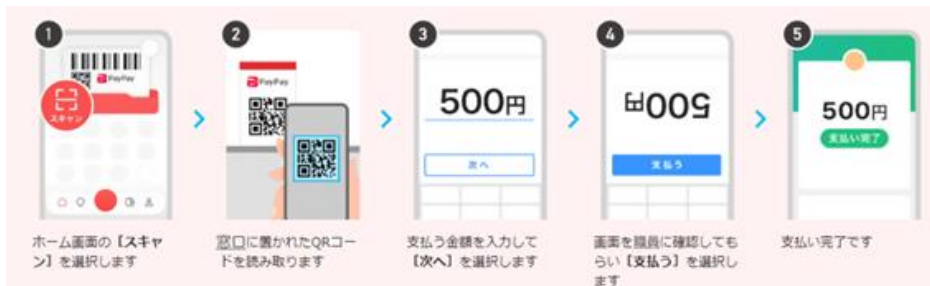 1
PayPay
スキャン
ホーム画面の【スキャ
ン】を選択します
2
PayPay
窓口に置かれたQRコー
ドを読み取ります
3
500円
次へ
支払う金額を入力して
【次へ】を選択します
4
500円
支払う
画面を職員に確認しても
らい【支払う】を選択し
ます
5
500円
支払い完了
支払い完了です